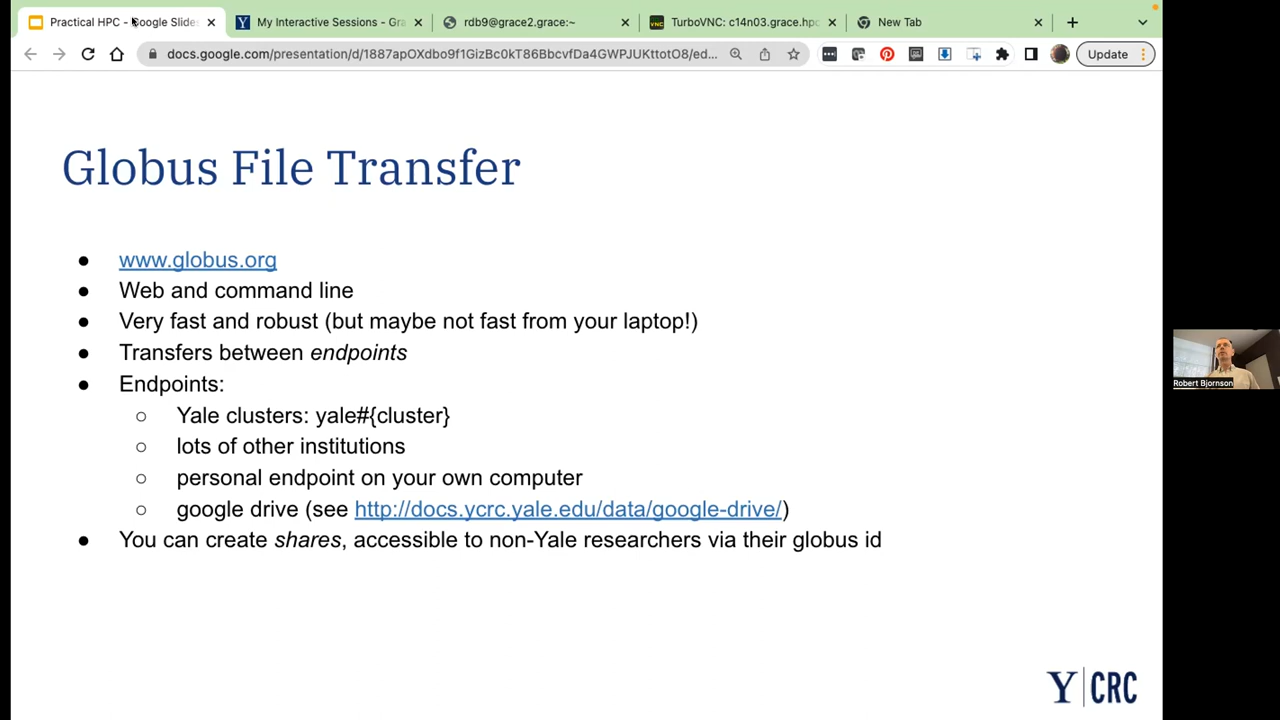 Practical HPC - Google Slides
My Interactive Sessions - Gra
rdb9@grace2.grace:~
TurboVNC: c14n03.grace.hpc
New Tab
docs.google.com/presentation/d/1887apOXdbo9f1GizBc0kT86BbcvfDa4GWPJUKttotO8/ed...
Update
Globus File Transfer
● www.globus.org
● Web and command line
● Very fast and robust (but maybe not fast from your laptop!)
● Transfers between endpoints
● Endpoints:
○ Yale clusters: yale#{cluster}
○ lots of other institutions
○ personal endpoint on your own computer
○ google drive (see http://docs.ycrc.yale.edu/data/google-drive/)
● You can create shares, accessible to non-Yale researchers via their globus id
Robert Bjornson
Y CRC